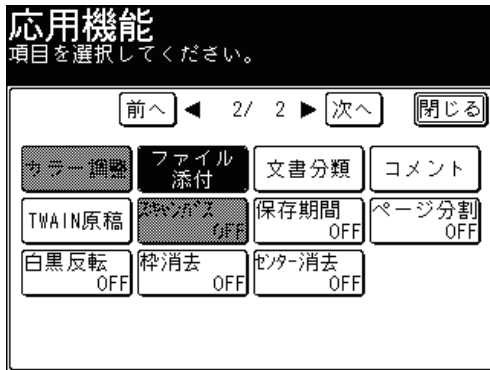 応用機能
項目を選択してください。
前へ ◀ 2/ 2 ▶ 次へ 閉じる
カラー調整 ファイル添付 文書分類 コメント
TWAIN原稿 スキャンパス OFF 保存期間 OFF ページ分割 OFF
白黒反転 OFF 枠消去 OFF センター消去 OFF